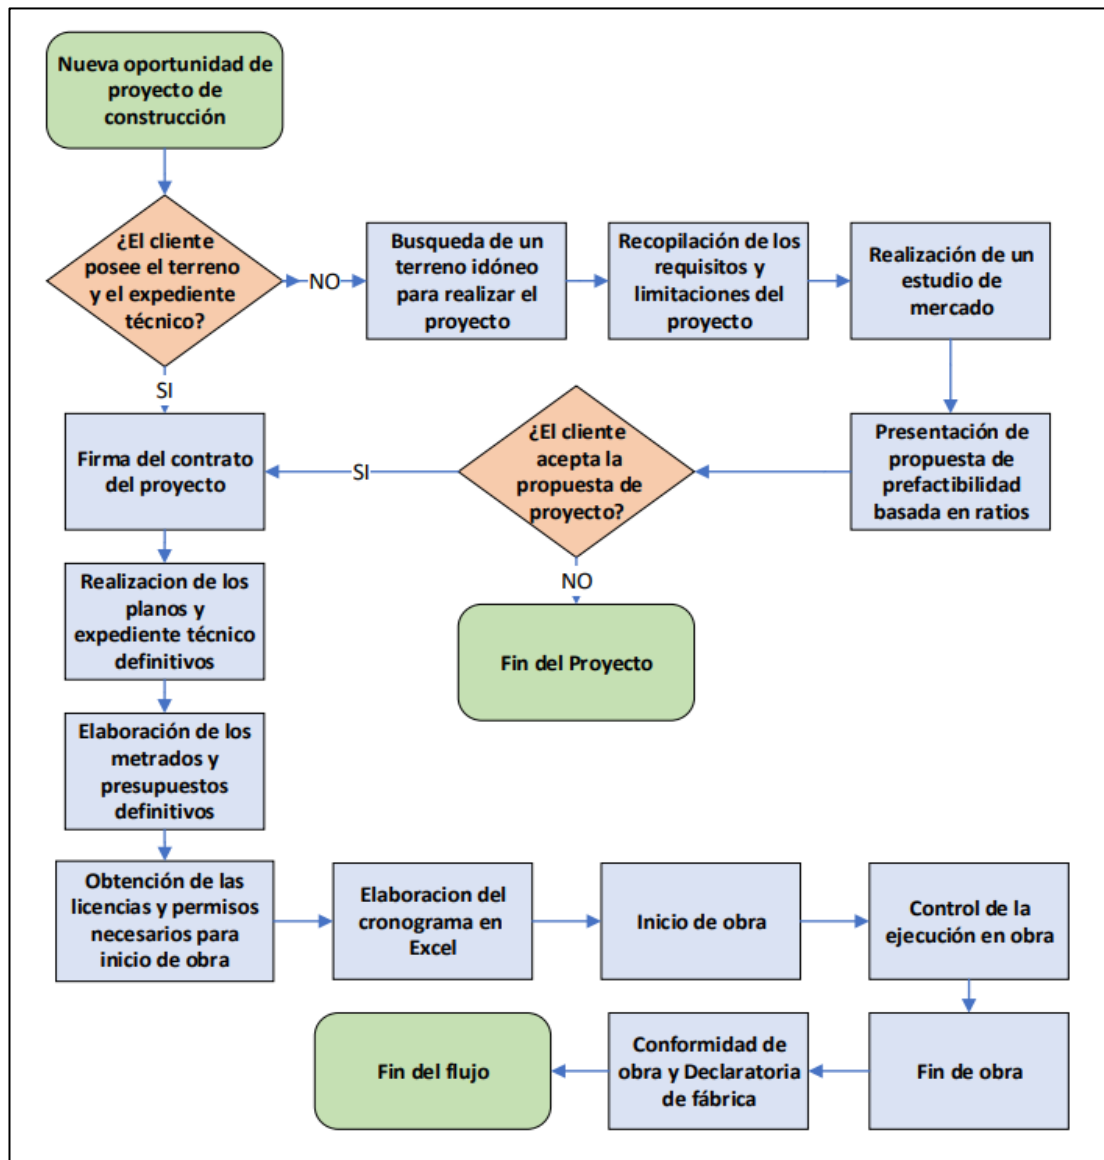 Nueva oportunidad de
proyecto de
construcción
¿El cliente
posee el terreno
y el expediente
técnico?
NO
Busqueda de un
terreno idóneo
para realizar el
proyecto
Recopilación de los
requisitos y
limitaciones del
proyecto
Realización de un
estudio de
mercado
SI
Firma del contrato
del proyecto
SI
¿El cliente
acepta la
propuesta de
proyecto?
Presentación de
propuesta de
prefactibilidad
basada en ratios
NO
Fin del Proyecto
Realizacion de los
planos y
expediente técnico
definitivos
Elaboración de los
metrados y
presupuestos
definitivos
Obtención de las
licencias y permisos
necesarios para
inicio de obra
Elaboracion del
cronograma en
Excel
Inicio de obra
Control de la
ejecución en obra
Fin del flujo
Conformidad de
obra y Declaratoria
de fábrica
Fin de obra